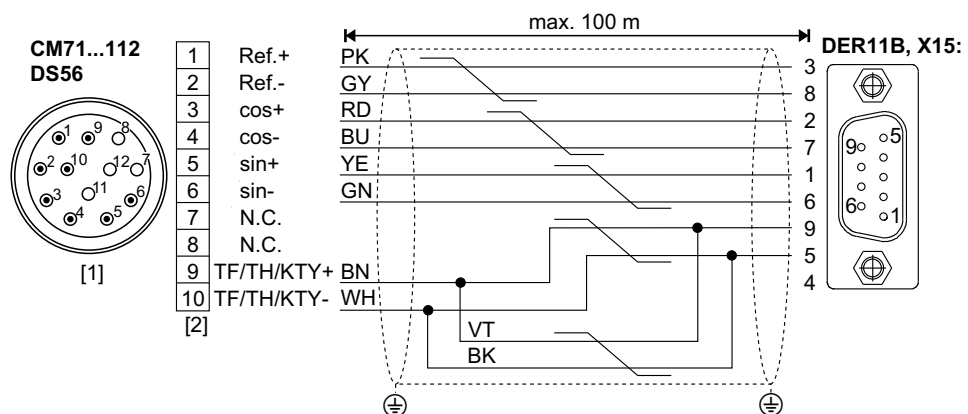 max. 100 m
CM71...112
DS56
DER11B, X15:
1 Ref.+ PK 3
2 Ref.- GY 8
3 cos+ RD 2
4 cos- BU 7
5 sin+ YE 1
6 sin- GN 6
7 N.C. 9
8 N.C. 5
9 TF/TH/KTY+ BN 4
10 TF/TH/KTY- WH
VT
BK
1 9 8
2 10 12 7
11
3 6
4 5
[1]
[2]
9 5
6 1